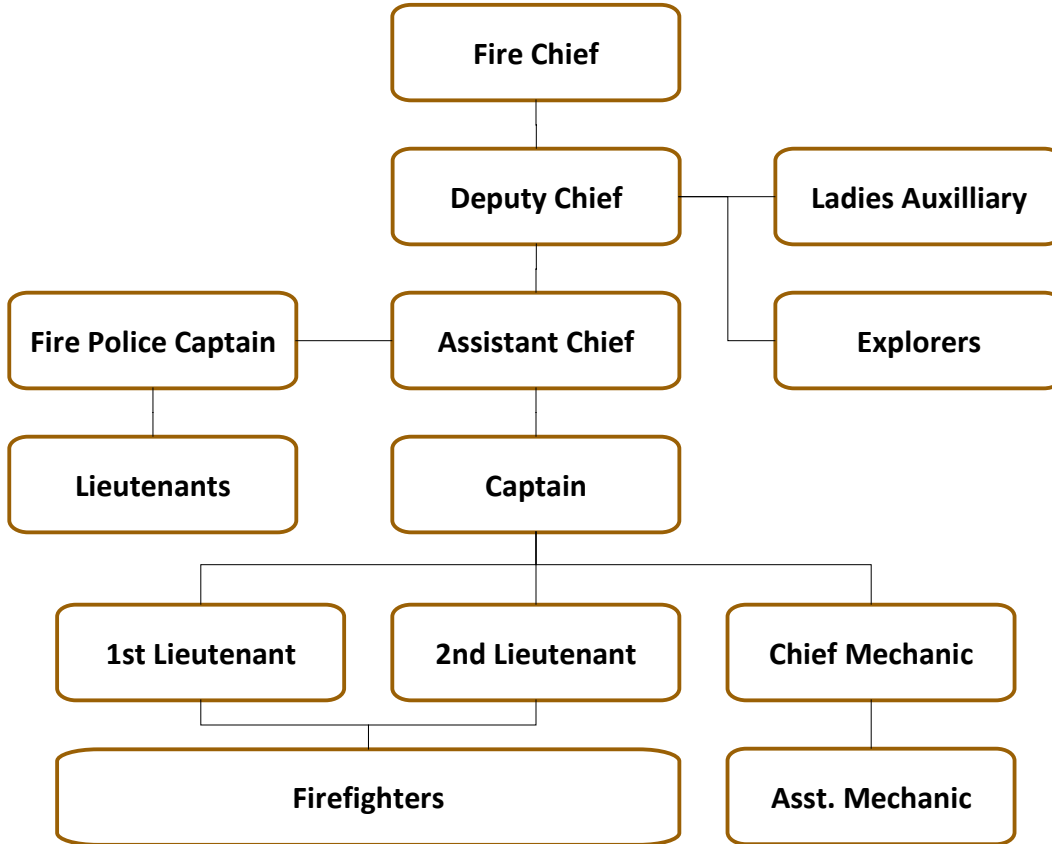 Fire Chief
Deputy Chief
Ladies Auxilliary
Fire Police Captain
Assistant Chief
Explorers
Lieutenants
Captain
1st Lieutenant
2nd Lieutenant
Chief Mechanic
Firefighters
Asst. Mechanic